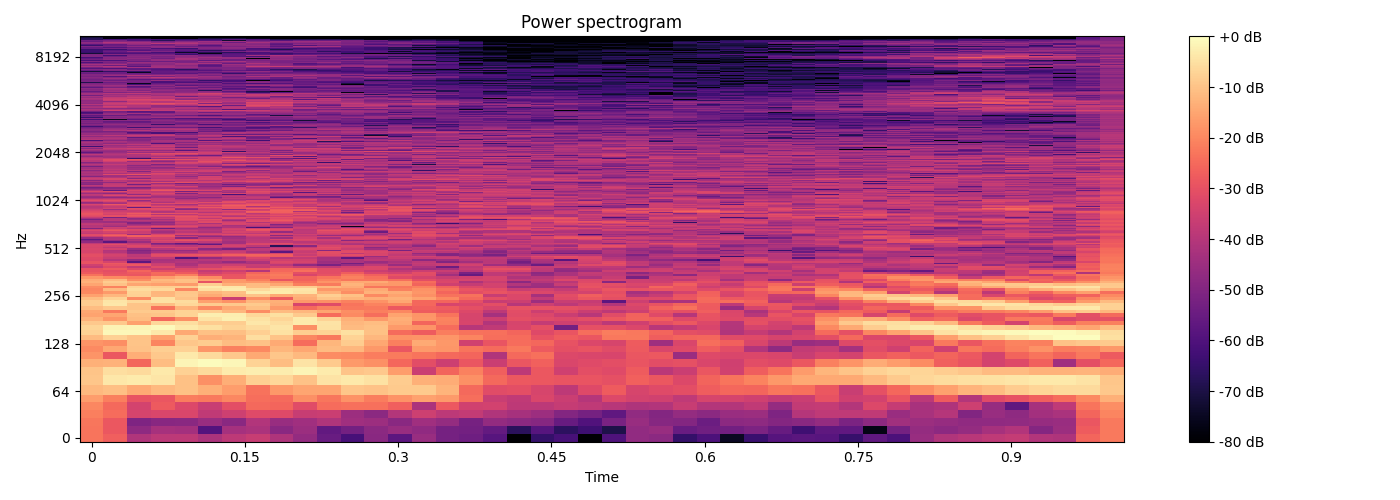 Power spectrogram
Hz
8192
4096
2048
1024
512
256
128
64
0
0 0.15 0.3 0.45 0.6 0.75 0.9
Time
+0 dB
-10 dB
-20 dB
-30 dB
-40 dB
-50 dB
-60 dB
-70 dB
-80 dB